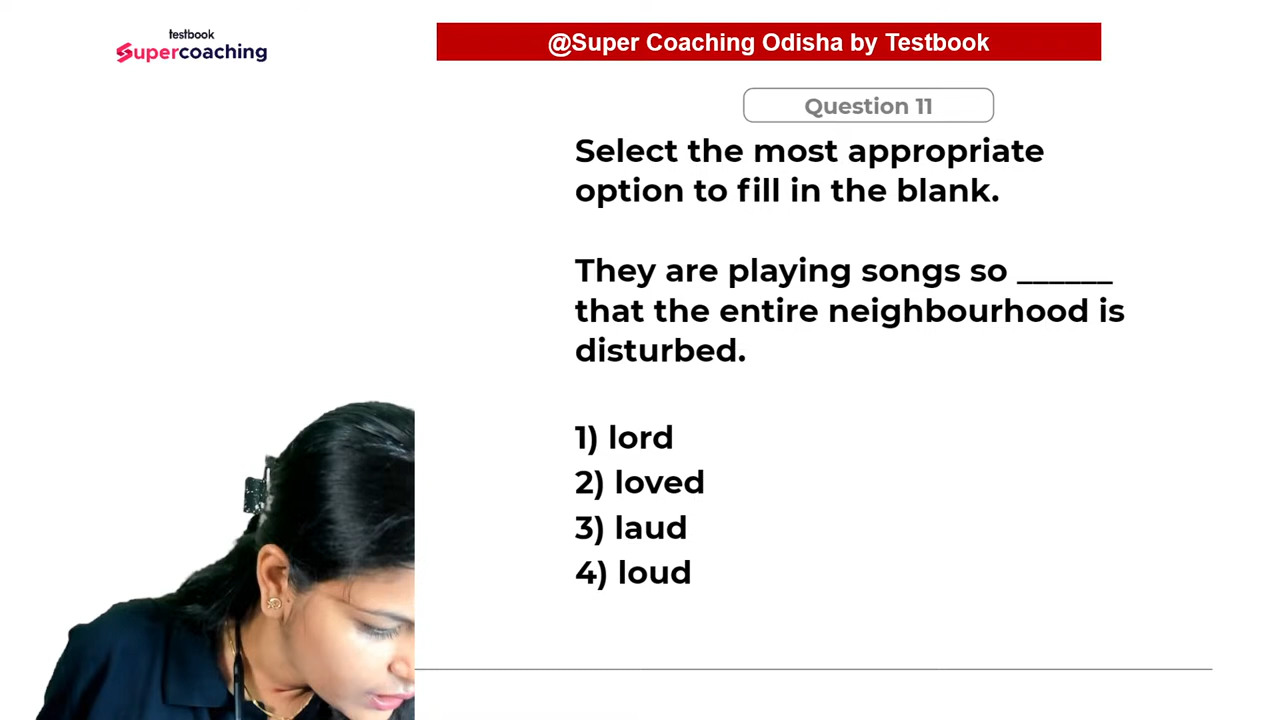 testbook
Supercoaching
@Super Coaching Odisha by Testbook
Question 11
Select the most appropriate
option to fill in the blank.
They are playing songs so ______
that the entire neighbourhood is
disturbed.
1) lord
2) loved
3) laud
4) loud